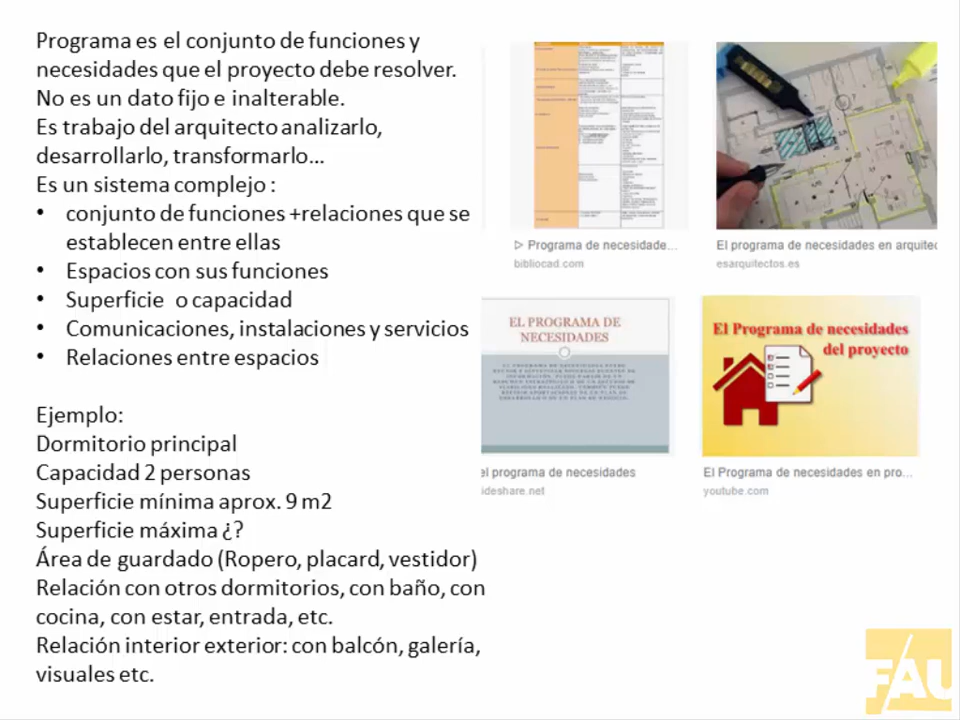 Programa es el conjunto de funciones y
necesidades que el proyecto debe resolver.
No es un dato fijo e inalterable.
Es trabajo del arquitecto analizarlo,
desarrollarlo, transformarlo...
Es un sistema complejo :
• conjunto de funciones +relaciones que se
establecen entre ellas
• Espacios con sus funciones
• Superficie o capacidad
• Comunicaciones, instalaciones y servicios
• Relaciones entre espacios
Ejemplo:
Dormitorio principal
Capacidad 2 personas
Superficie mínima aprox. 9 m2
Superficie máxima ¿?
Área de guardado (Ropero, placard, vestidor)
Relación con otros dormitorios, con baño, con
cocina, con estar, entrada, etc.
Relación interior exterior: con balcón, galería,
visuales etc.
▷ Programa de necesidade...
bibliocad.com
El programa de necesidades en arquitec
esarquitectos.es
EL PROGRAMA DE
NECESIDADES
el programa de necesidades
ideshare.net
El Programa de necesidades
del proyecto
El Programa de necesidades en pro...
youtube.com
FAU